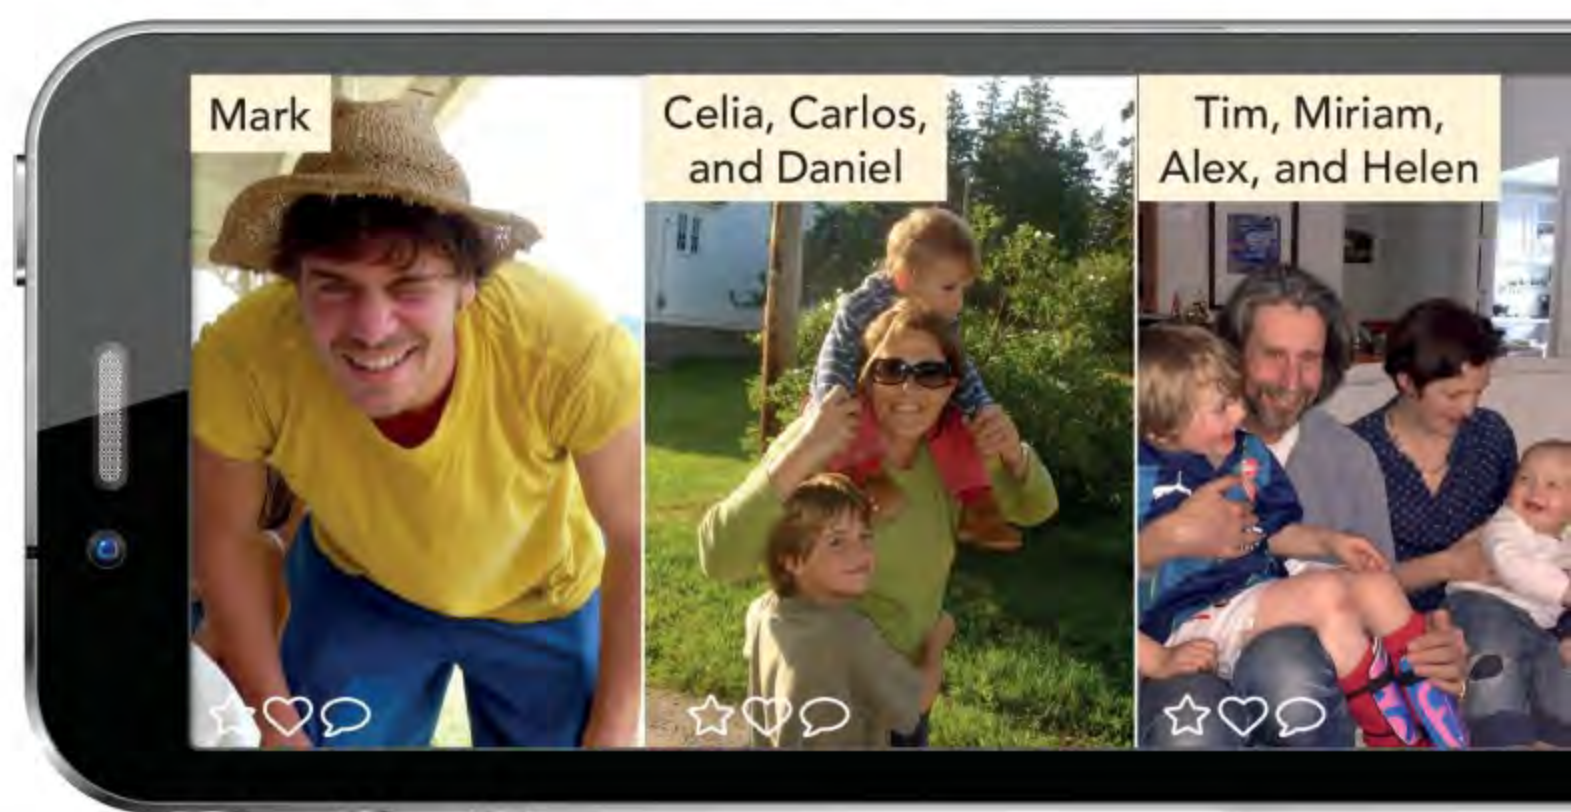 Mark
Celia, Carlos,
and Daniel
Tim, Miriam,
Alex, and Helen